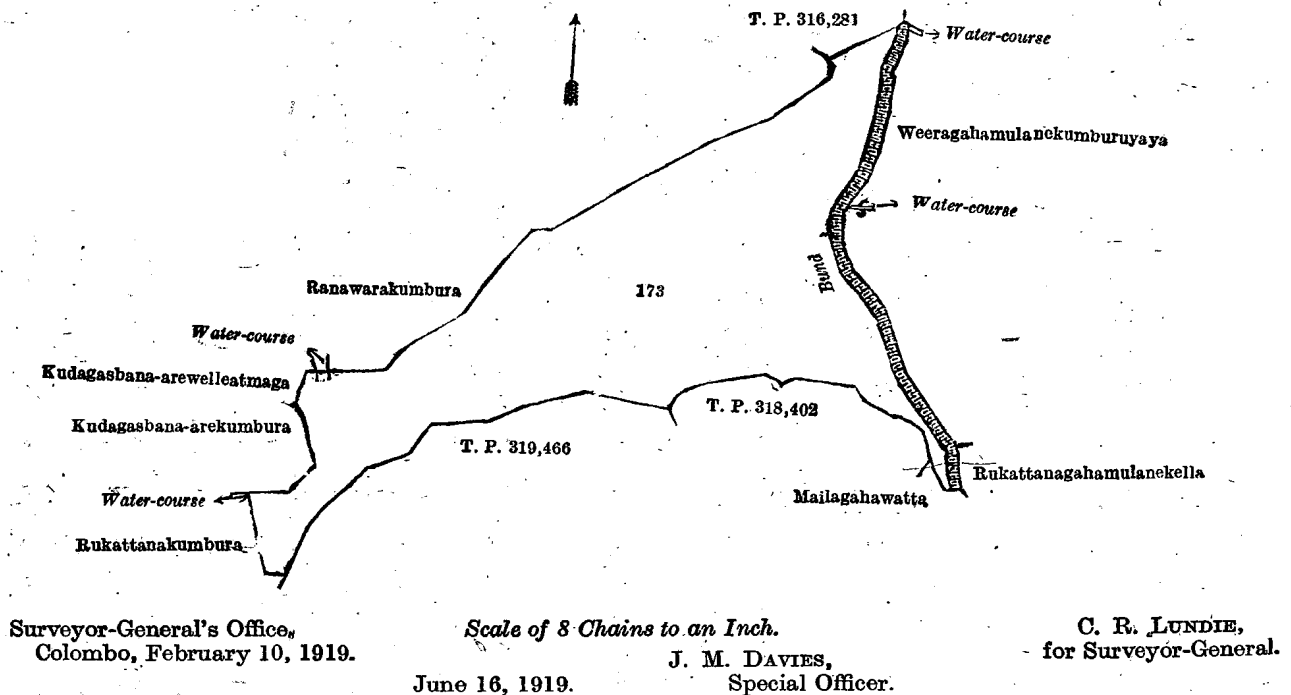 T. P. 316,281
Water-course
Weeragahamulanekumburuyaya
Water-course
Bund
Ranawarakumbura
173
Water-course
Kudagasbana-arewelleatmaga
Kudagasbana-arekumbura
T. P. 318,402
T. P. 319,466
Rukattanagahamulanekella
Water-course
Mailagahawatta
Rukattanakumbura
Surveyor-General's Office,
Colombo, February 10, 1919.
Scale of 8 Chains to an Inch.
C. R. LUNDIE,
for Surveyor-General.
J. M. DAVIES,
June 16, 1919. Special Officer.